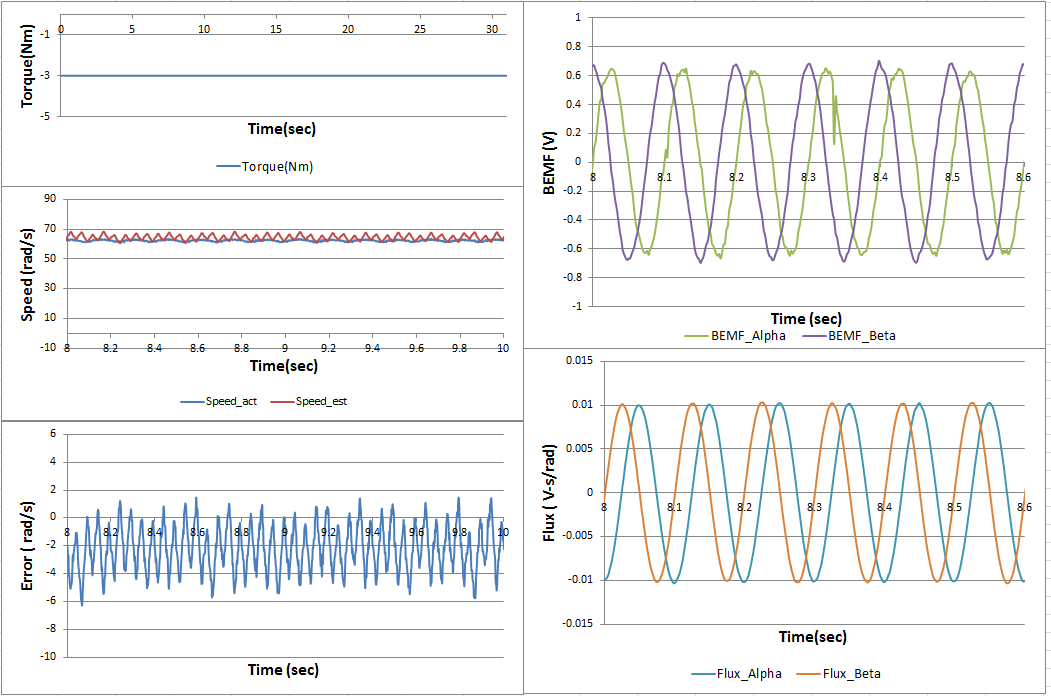 0 5 10 15 20 25 30
-1
-3
-5
Torque(Nm)
Time(sec)
Torque(Nm)
90
70
50
30
10
-10
Speed (rad/s)
8 8.2 8.4 8.6 8.8 9 9.2 9.4 9.6 9.8 10
Time(sec)
Speed_act Speed_est
6
4
2
0
-2
-4
-6
-8
-10
Error ( rad/s)
8 8.2 8.4 8.6 8.8 9 9.2 9.4 9.6 9.8 10
Time (sec)
1
0.8
0.6
0.4
0.2
0
-0.2
-0.4
-0.6
-0.8
-1
BEMF (V)
8 8.1 8.2 8.3 8.4 8.5 8.6
Time (sec)
BEMF_Alpha BEMF_Beta
0.015
0.01
0.005
0
-0.005
-0.01
-0.015
Flux ( V-s/rad)
8 8.1 8.2 8.3 8.4 8.5 8.6
Time(sec)
Flux_Alpha Flux_Beta